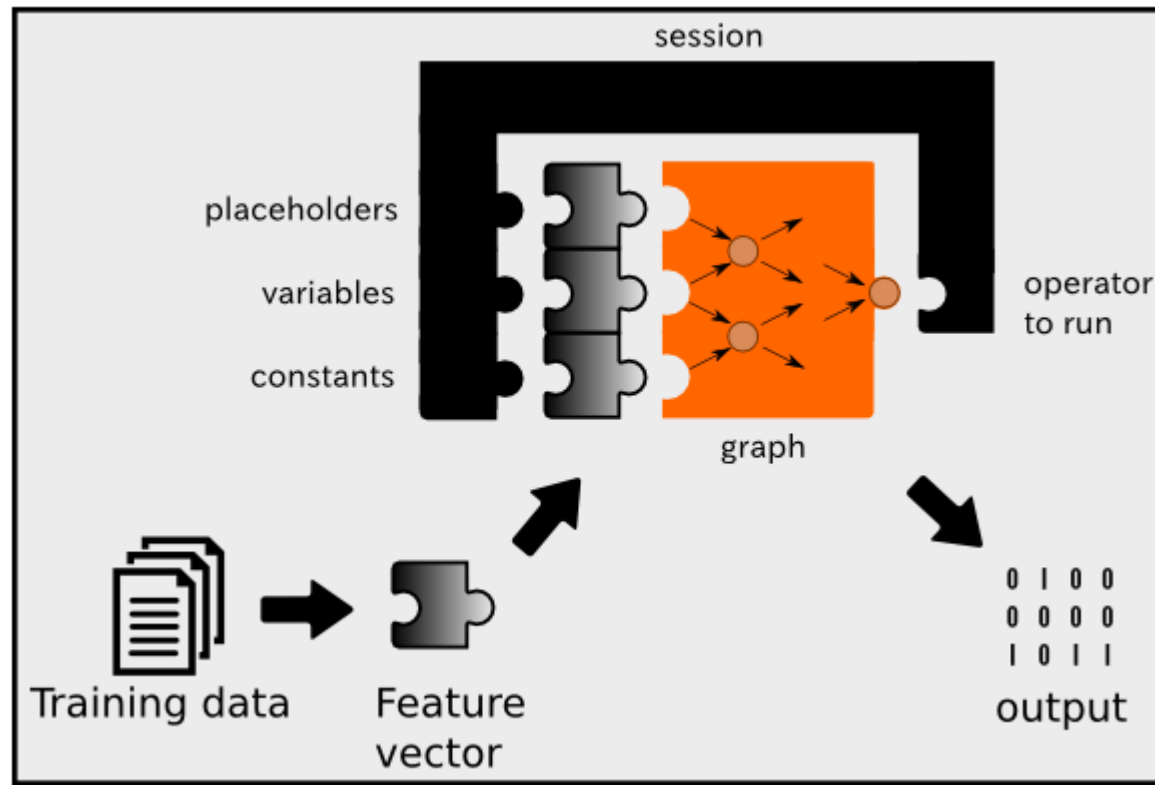 session
placeholders
variables
constants
operator
to run
graph
Training data
Feature
vector
0 1 0 0
0 0 0 0
1 0 1 1
output